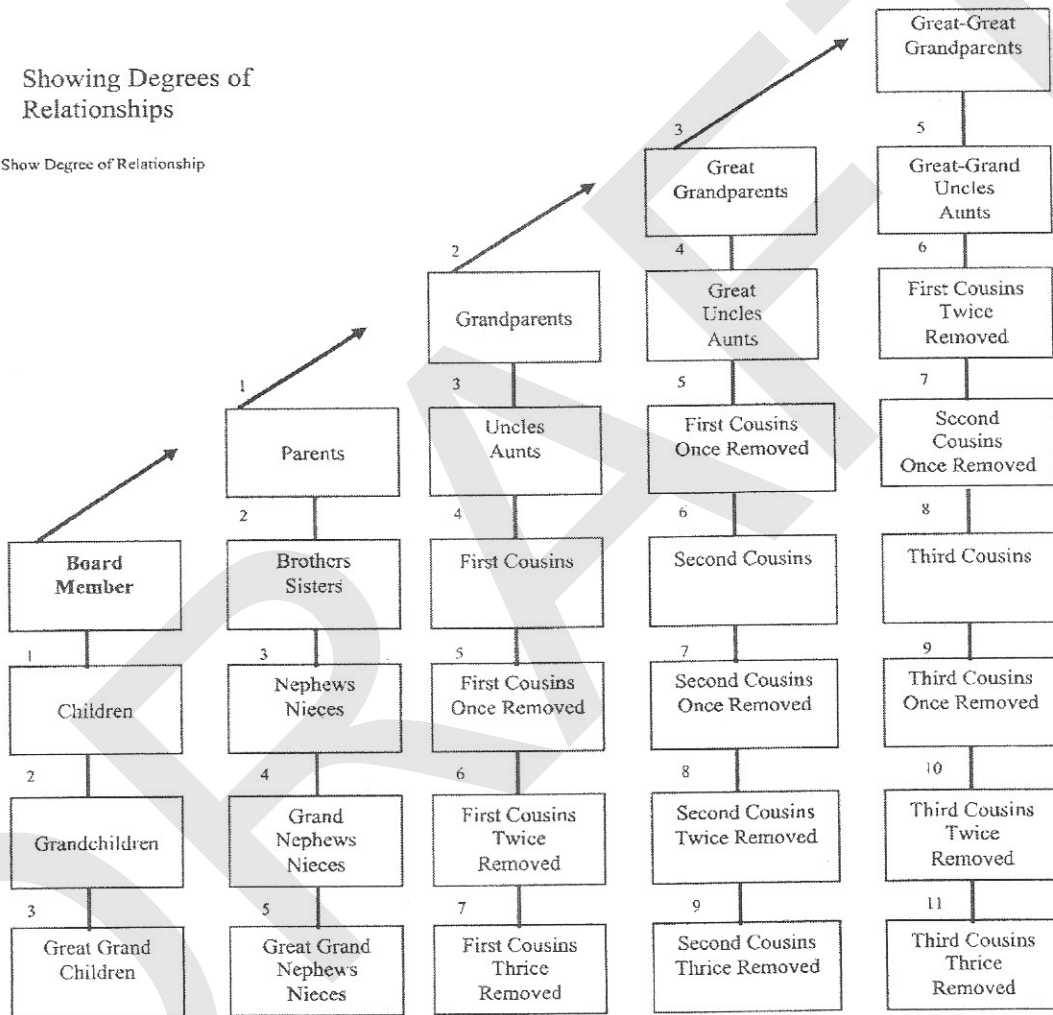 Showing Degrees of
Relationships
Show Degree of Relationship
Great-Great
Grandparents
3
5
Great
Grandparents
Great-Grand
Uncles
Aunts
2
4
6
Grandparents
Great
Uncles
Aunts
First Cousins
Twice
Removed
1
3
5
7
Parents
Uncles
Aunts
First Cousins
Once Removed
Second
Cousins
Once Removed
2
4
6
8
Board
Member
Brothers
Sisters
First Cousins
Second Cousins
Third Cousins
1
3
5
7
9
Children
Nephews
Nieces
First Cousins
Once Removed
Second Cousins
Once Removed
Third Cousins
Once Removed
2
4
6
8
10
Grandchildren
Grand
Nephews
Nieces
First Cousins
Twice
Removed
Second Cousins
Twice Removed
Third Cousins
Twice
Removed
3
5
7
9
11
Great Grand
Children
Great Grand
Nephews
Nieces
First Cousins
Thrice
Removed
Second Cousins
Thrice Removed
Third Cousins
Thrice
Removed
DRAFT